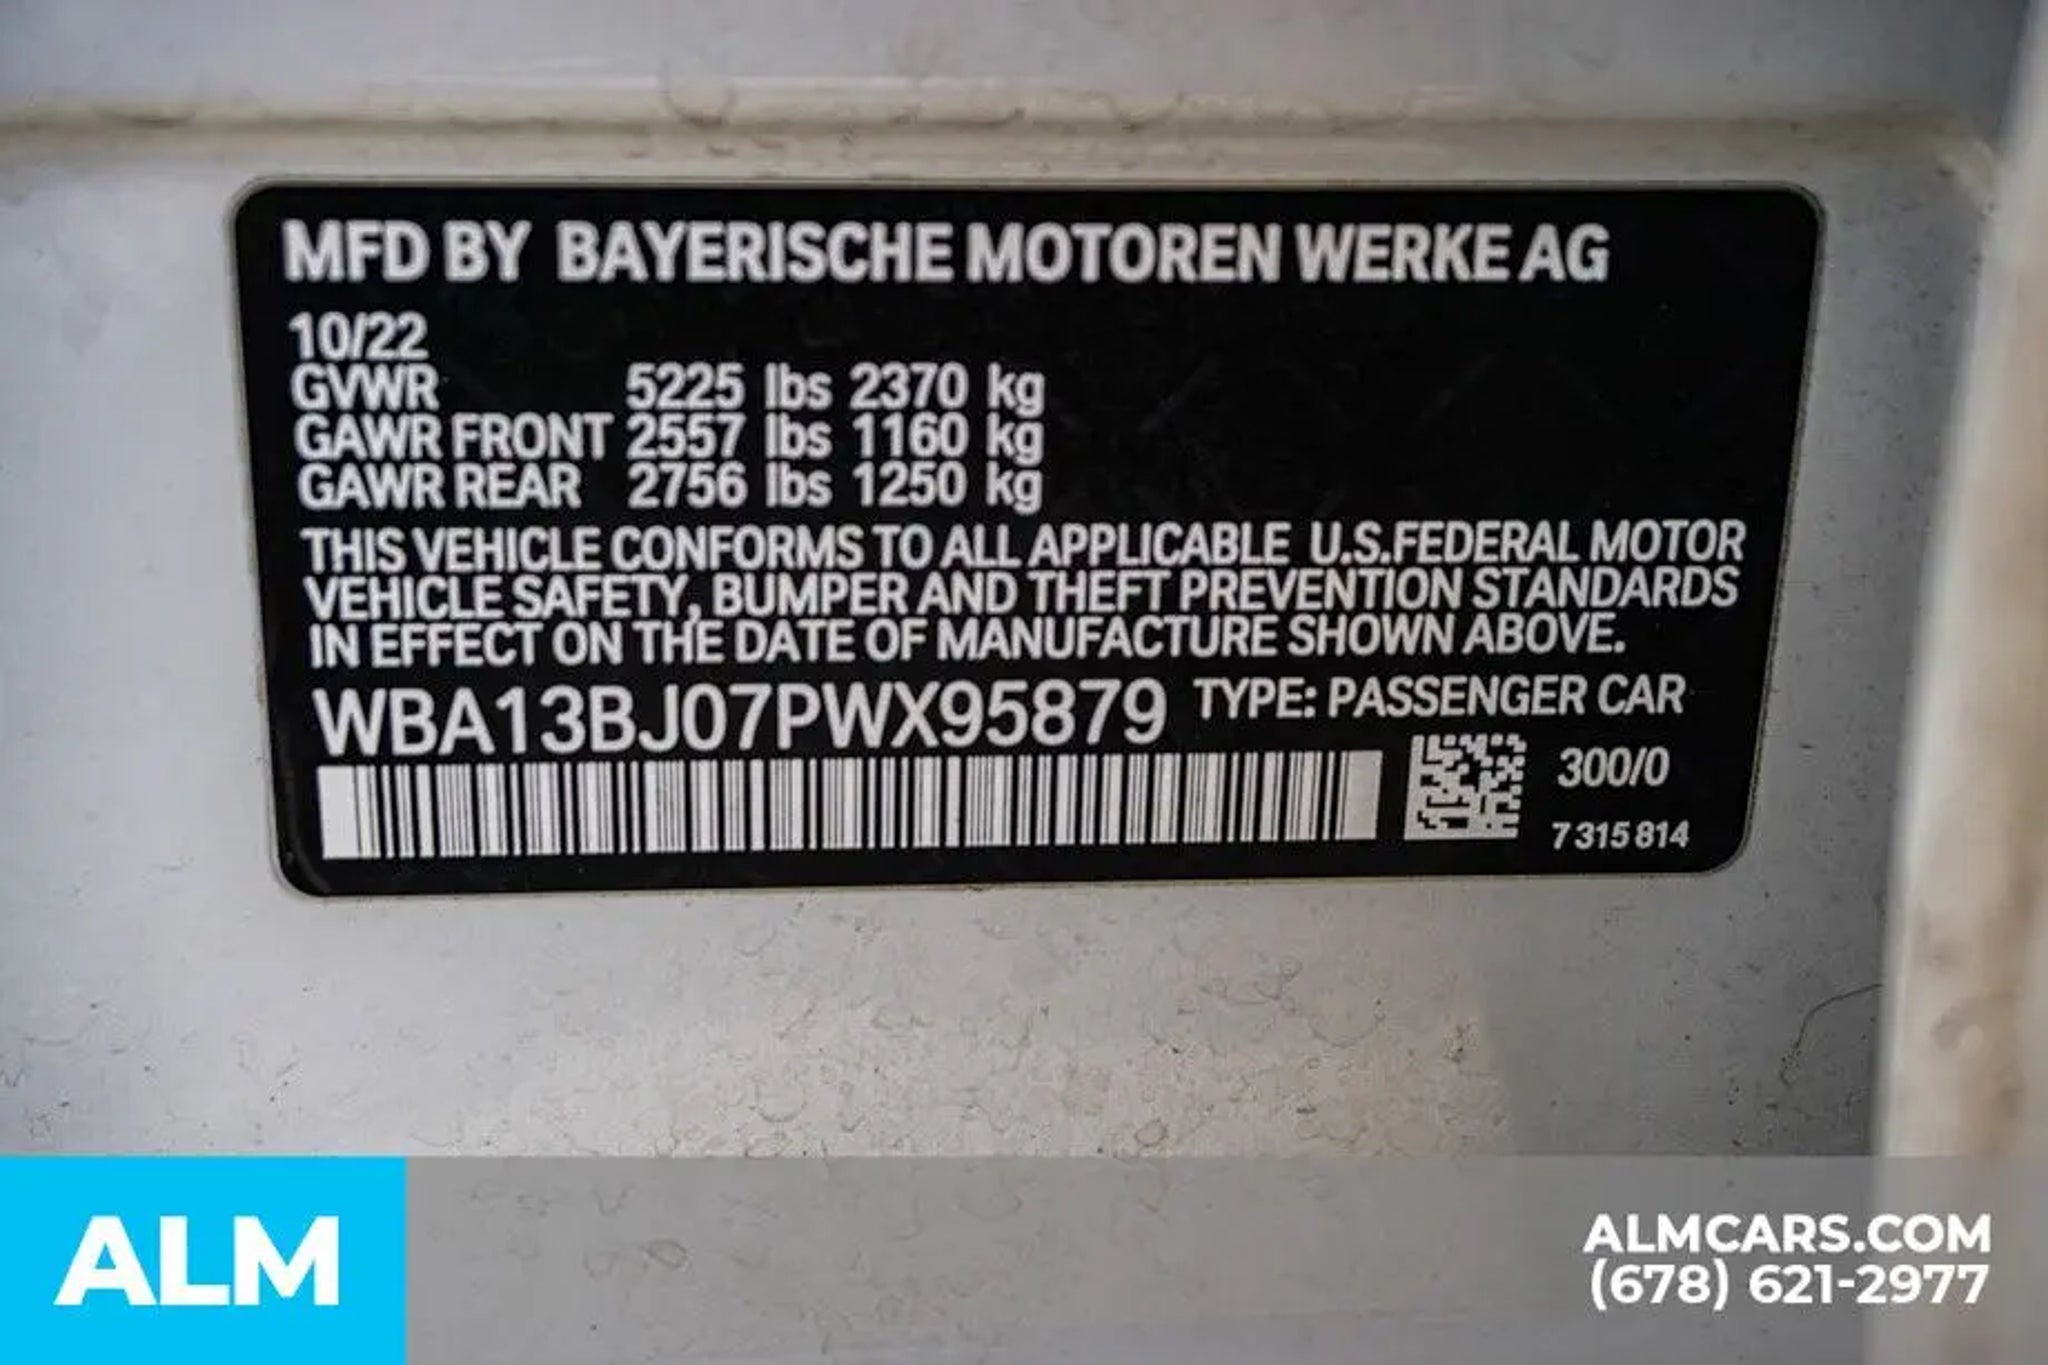 MFD BY BAYERISCHE MOTOREN WERKE AG
10/22
GVWR 5225 lbs 2370 kg
GAWR FRONT 2557 lbs 1160 kg
GAWR REAR 2756 lbs 1250 kg
THIS VEHICLE CONFORMS TO ALL APPLICABLE U.S.FEDERAL MOTOR
VEHICLE SAFETY, BUMPER AND THEFT PREVENTION STANDARDS
IN EFFECT ON THE DATE OF MANUFACTURE SHOWN ABOVE.
WBA13BJ07PWX95879 TYPE: PASSENGER CAR
300/0
7 315 814
ALM
ALMCARS.COM
(678) 621-2977